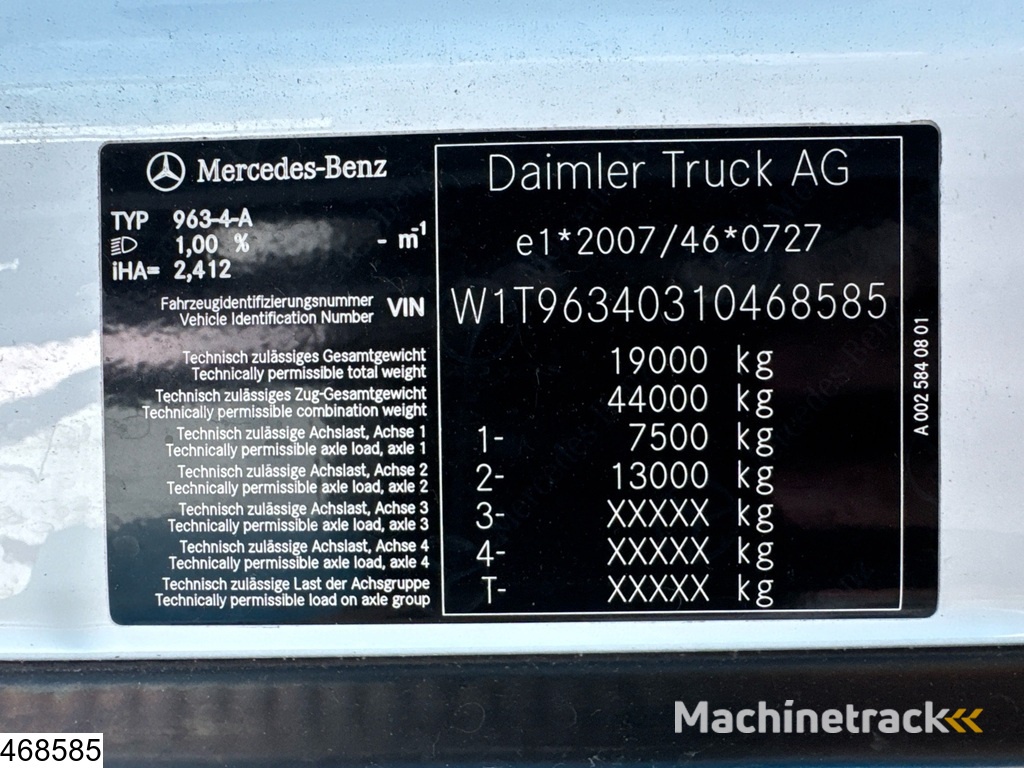 Mercedes-Benz
TYP 963-4-A
1,00 % - m-1
iHA= 2,412
Fahrzeugidentifizierungsnummer
Vehicle Identification Number VIN
Daimler Truck AG
e1*2007/46*0727
W1T96340310468585
Technisch zulässiges Gesamtgewicht
Technically permissible total weight 19000 kg
Technisch zulässiges Zug-Gesamtgewicht
Technically permissible combination weight 44000 kg
Technisch zulässige Achslast, Achse 1
Technically permissible axle load, axle 1 1- 7500 kg
Technisch zulässige Achslast, Achse 2
Technically permissible axle load, axle 2 2- 13000 kg
Technisch zulässige Achslast, Achse 3
Technically permissible axle load, axle 3 3- XXXXX kg
Technisch zulässige Achslast, Achse 4
Technically permissible axle load, axle 4 4- XXXXX kg
Technisch zulässige Last der Achsgruppe
Technically permissible load on axle group T- XXXXX kg
A 002 584 08 01
Machinetrack
468585